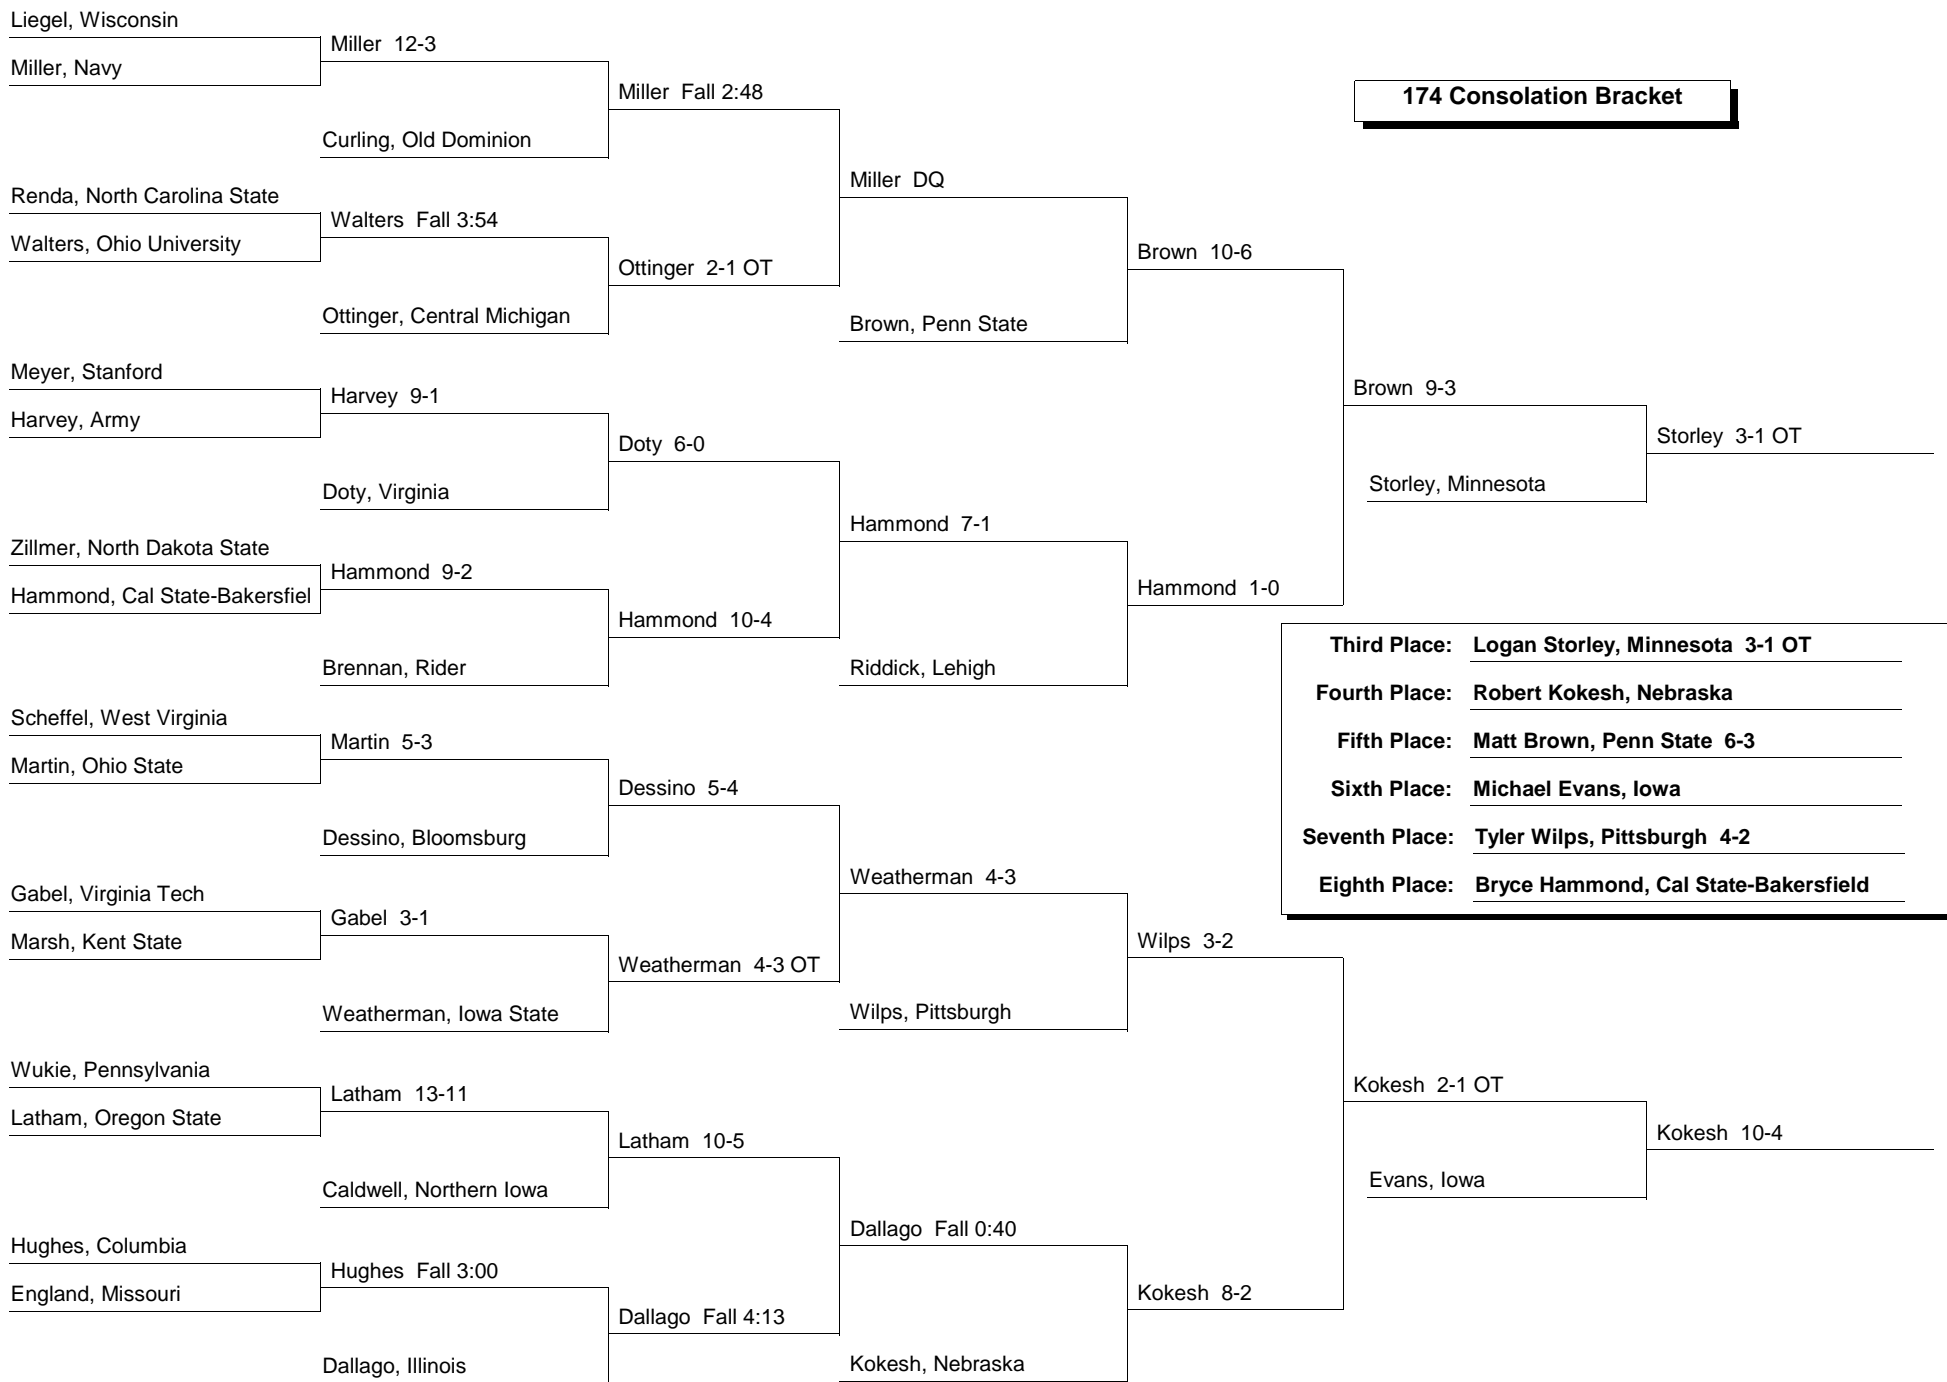 Liegel, Wisconsin
Miller 12-3
Miller, Navy
Miller Fall 2:48
174 Consolation Bracket
Curling, Old Dominion
Miller DQ
Renda, North Carolina State
Walters Fall 3:54
Walters, Ohio University
Brown 10-6
Ottinger 2-1 OT
Ottinger, Central Michigan
Brown, Penn State
Meyer, Stanford
Harvey 9-1
Brown 9-3
Harvey, Army
Doty 6-0
Storley 3-1 OT
Doty, Virginia
Storley, Minnesota
Hammond 7-1
Zillmer, North Dakota State
Hammond 9-2
Hammond, Cal State-Bakersfiel
Hammond 1-0
Hammond 10-4
Brennan, Rider
Riddick, Lehigh
Third Place: Logan Storley, Minnesota 3-1 OT
Fourth Place: Robert Kokesh, Nebraska
Fifth Place: Matt Brown, Penn State 6-3
Sixth Place: Michael Evans, Iowa
Seventh Place: Tyler Wilps, Pittsburgh 4-2
Eighth Place: Bryce Hammond, Cal State-Bakersfield
Scheffel, West Virginia
Martin 5-3
Martin, Ohio State
Dessino 5-4
Dessino, Bloomsburg
Weatherman 4-3
Gabel, Virginia Tech
Gabel 3-1
Marsh, Kent State
Wilps 3-2
Weatherman 4-3 OT
Weatherman, Iowa State
Wilps, Pittsburgh
Wukie, Pennsylvania
Latham 13-11
Kokesh 2-1 OT
Latham, Oregon State
Latham 10-5
Kokesh 10-4
Caldwell, Northern Iowa
Evans, Iowa
Dallago Fall 0:40
Hughes, Columbia
Hughes Fall 3:00
England, Missouri
Kokesh 8-2
Dallago Fall 4:13
Dallago, Illinois
Kokesh, Nebraska